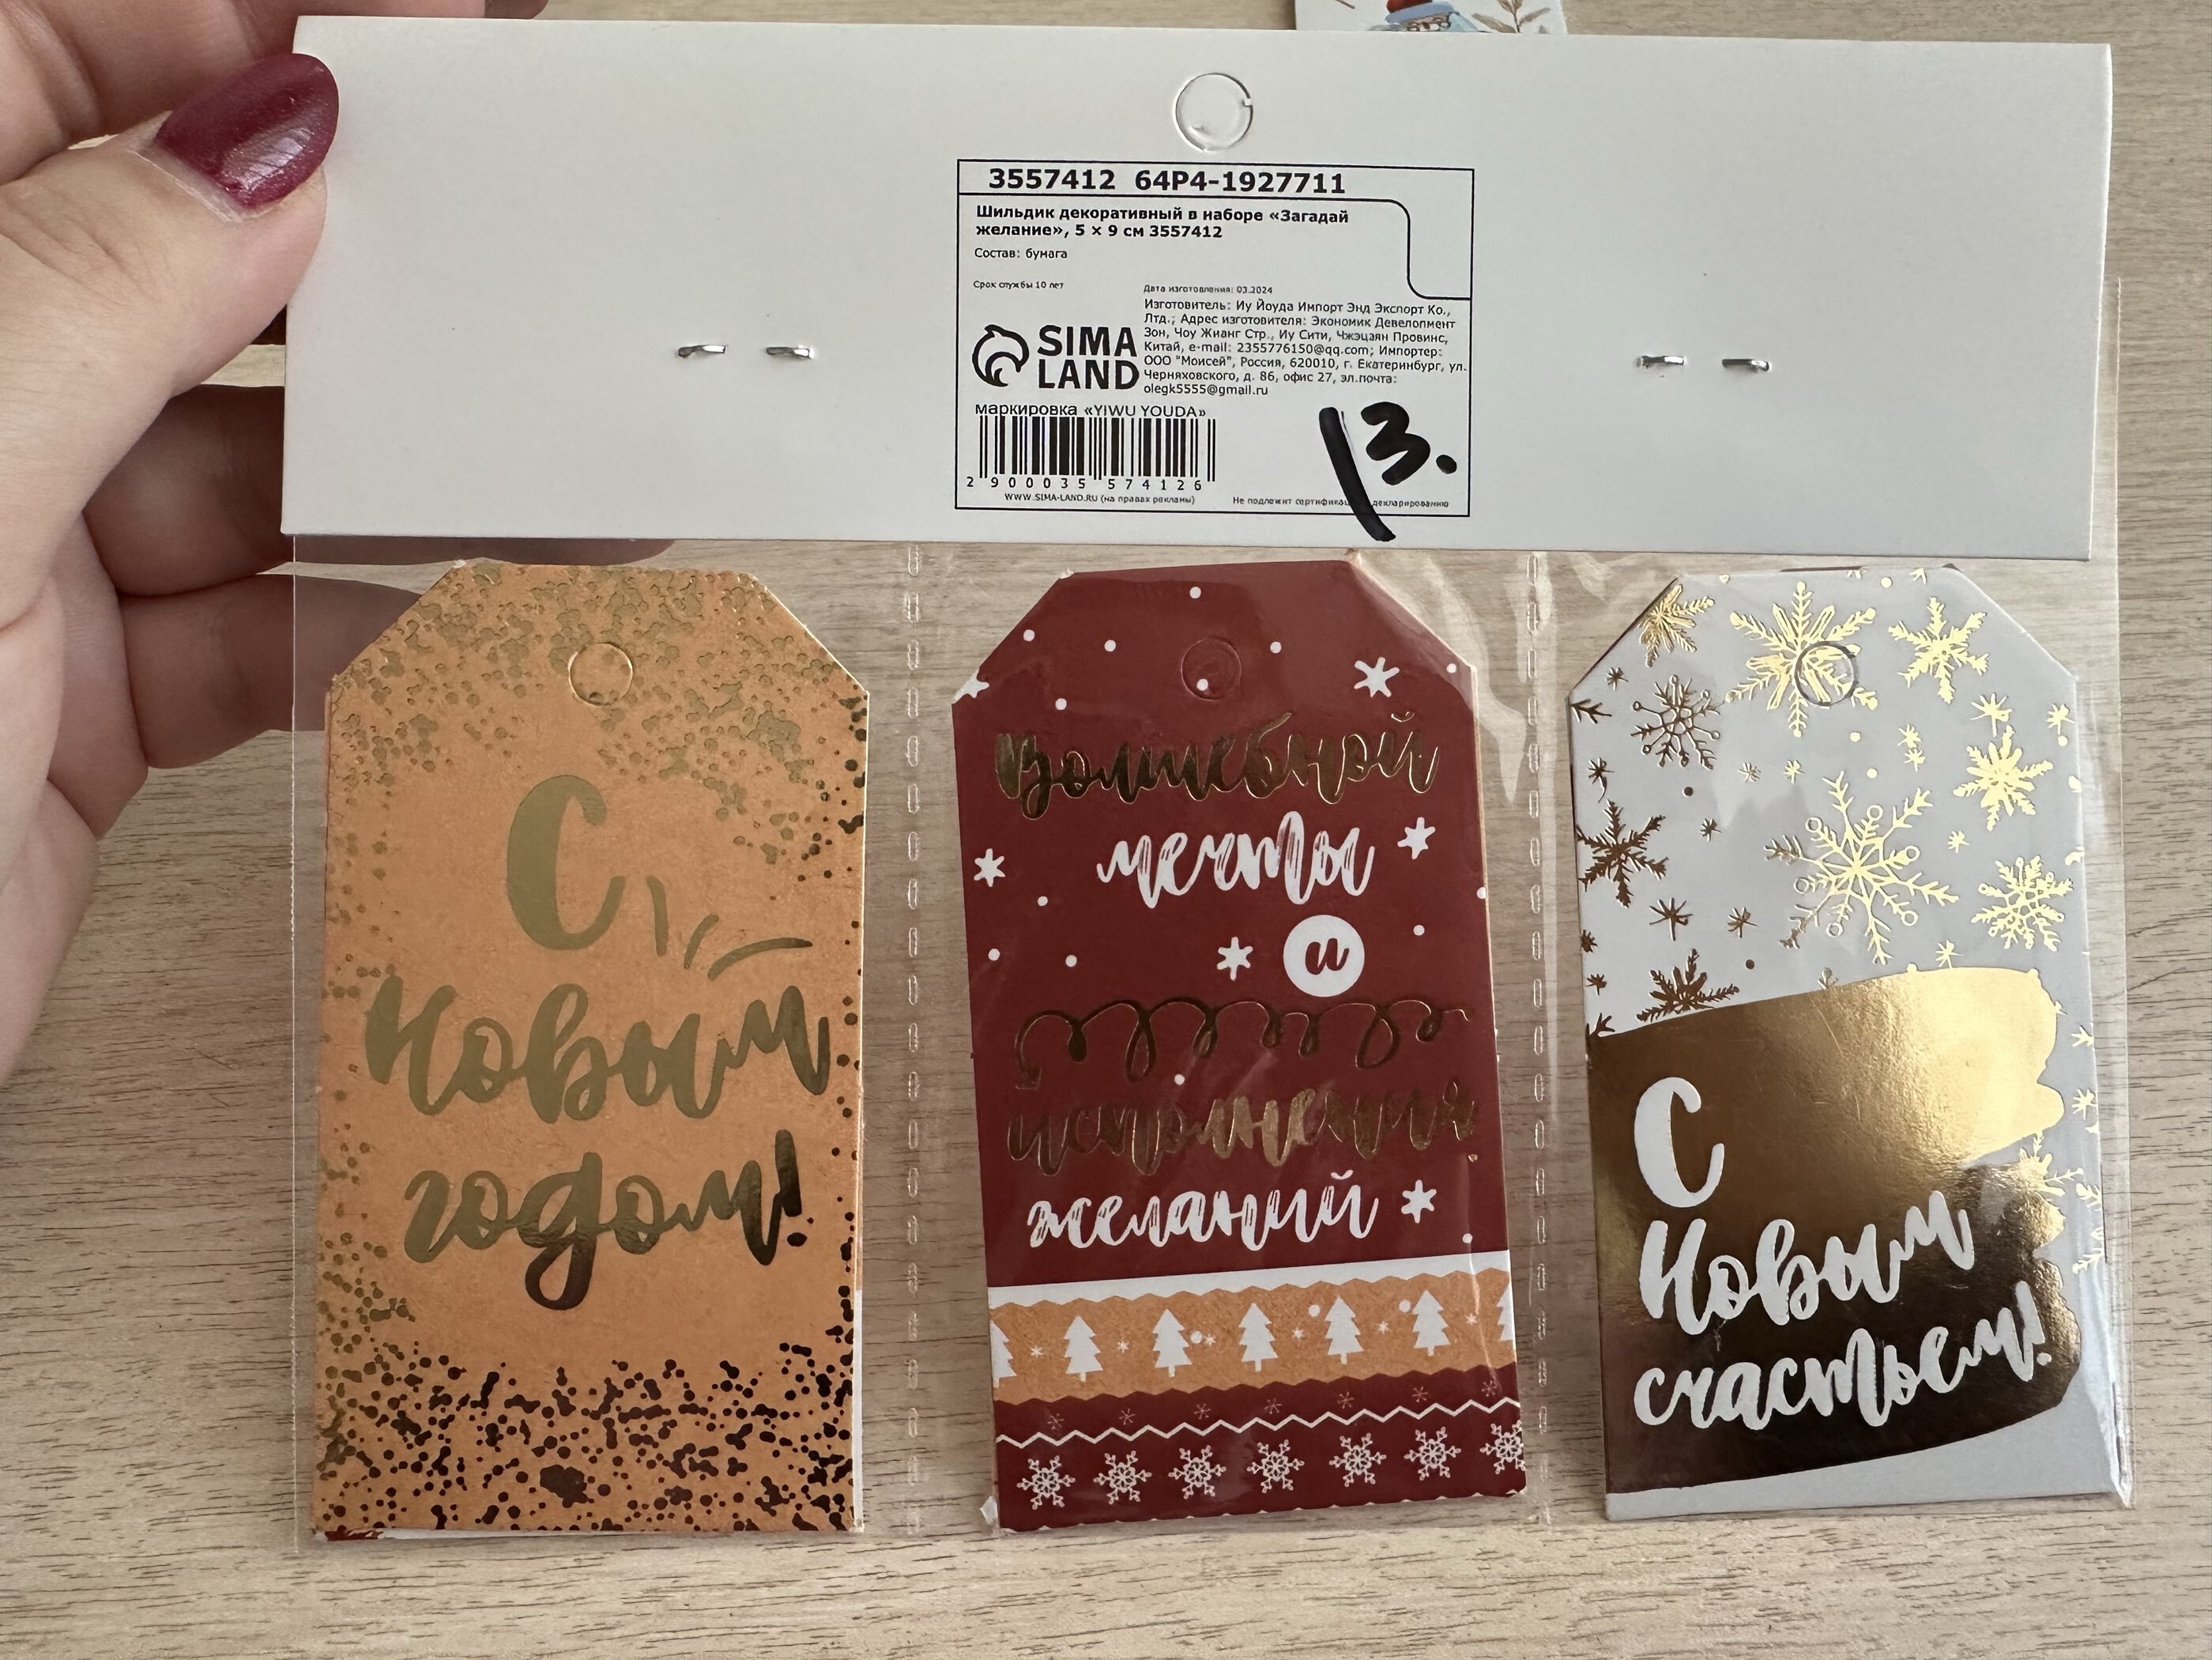 3557412 64P4-1927711
Шильдик декоративный в наборе «Загадай
желание», 5 × 9 см 3557412
Состав: бумага
Срок службы 10 лет
Дата изготовления: 03.2024
Изготовитель: Иу Йоуда Импорт Энд Экспорт Ко.,
Лтд.; Адрес изготовителя: Экономик Девелопмент
Зон, Чоу Жианг Стр., Иу Сити, Чжэцзян Провинс,
Китай, e-mail: 2355776150@qq.com; Импортер:
ООО "Моисей", Россия, 620010, г. Екатеринбург, ул.
Черняховского, д. 86, офис 27, эл.почта:
olegk5555@gmail.ru
SIMA
LAND
маркировка «YIWU YOUDA»
2 900035 574126
WWW.SIMA-LAND.RU (на правах рекламы)
Не подлежит декларированию
13.
С
Новым
годом!
Волшебной
мечты
и
исполнения
желаний
С
Новым
счастьем!